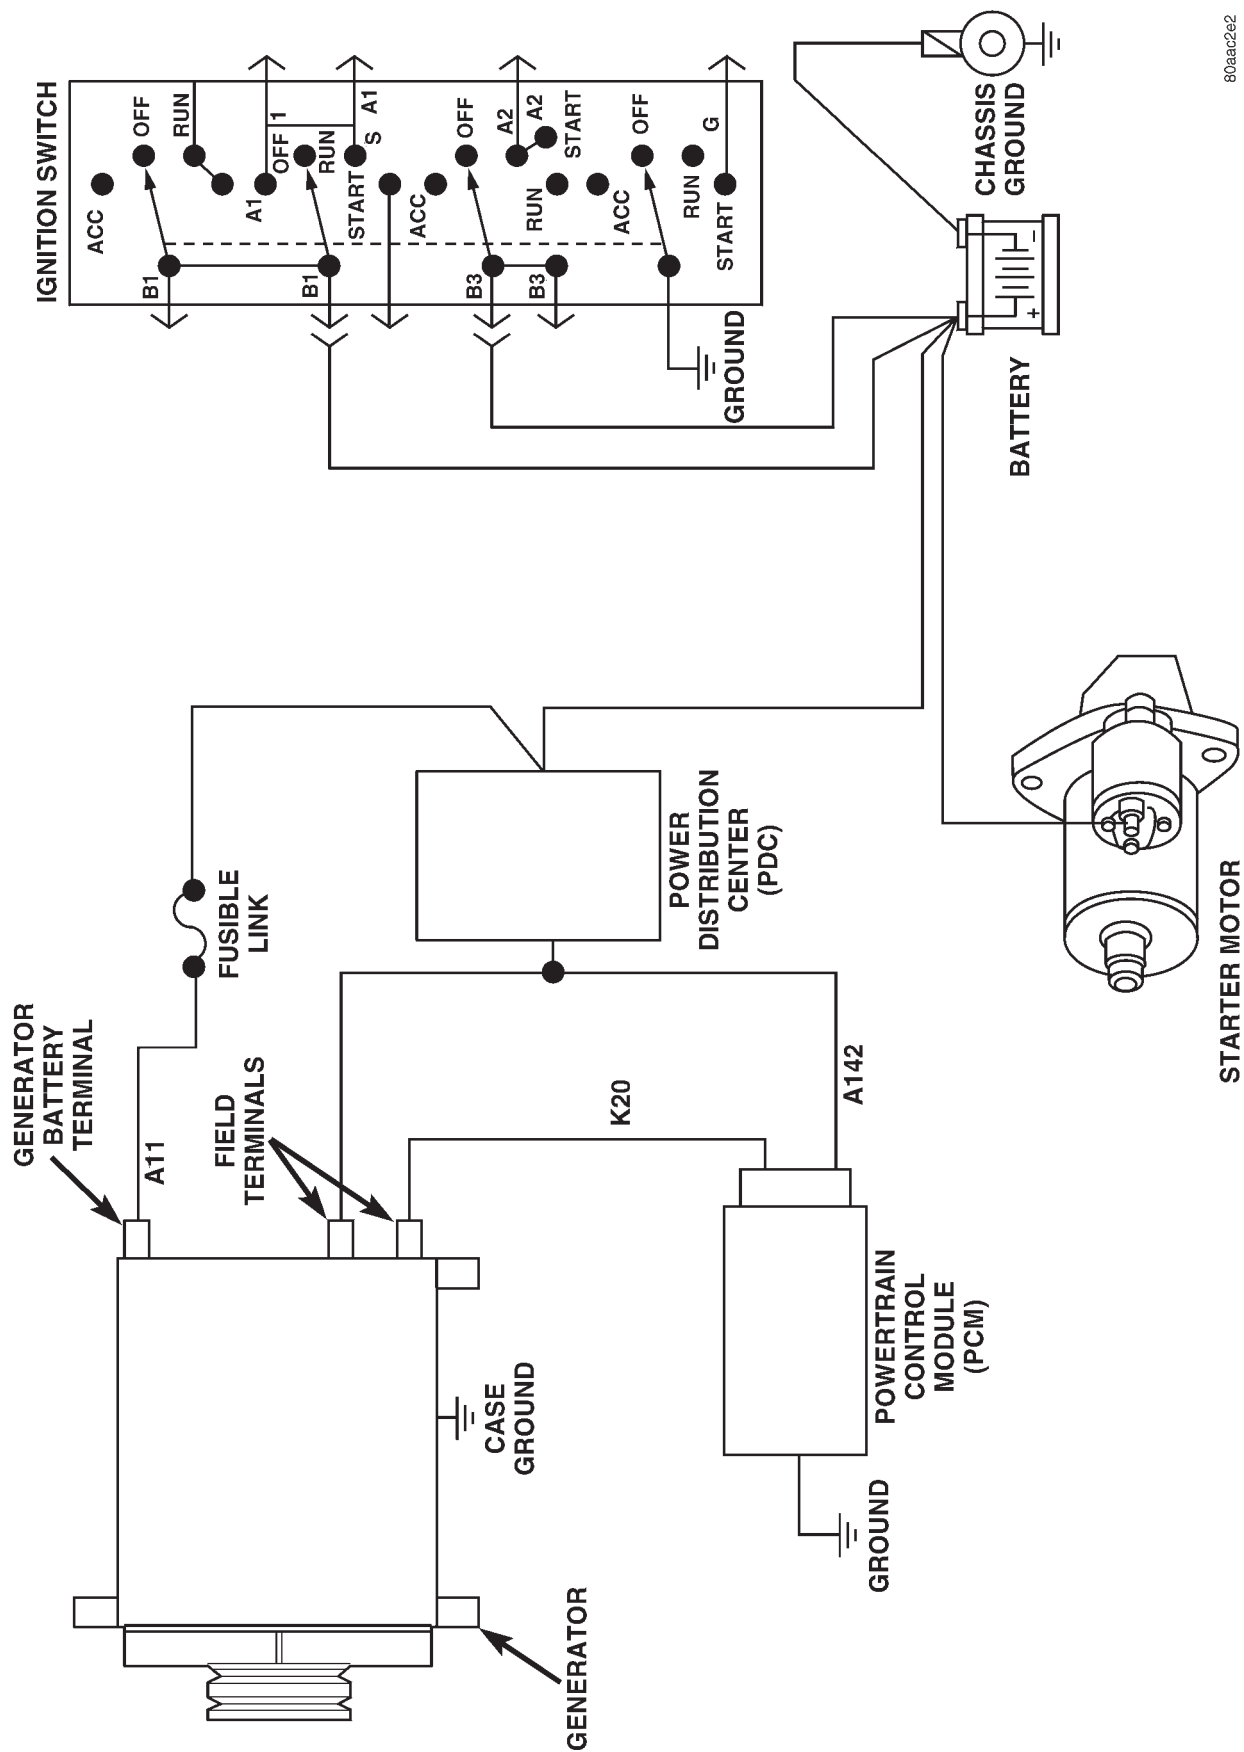 GENERATOR
BATTERY
TERMINAL
A11
FUSIBLE
LINK
FIELD
TERMINALS
CASE
GROUND
GENERATOR
K20
A142
POWER
DISTRIBUTION
CENTER
(PDC)
POWERTRAIN
CONTROL
MODULE
(PCM)
GROUND
STARTER MOTOR
IGNITION SWITCH
ACC
OFF
RUN
B1
A1
OFF
1
RUN
START
S
A1
B1
ACC
OFF
A2
A2
START
RUN
B3
B3
ACC
OFF
RUN
START
G
GROUND
BATTERY
+
–
CHASSIS
GROUND
80aac2e2